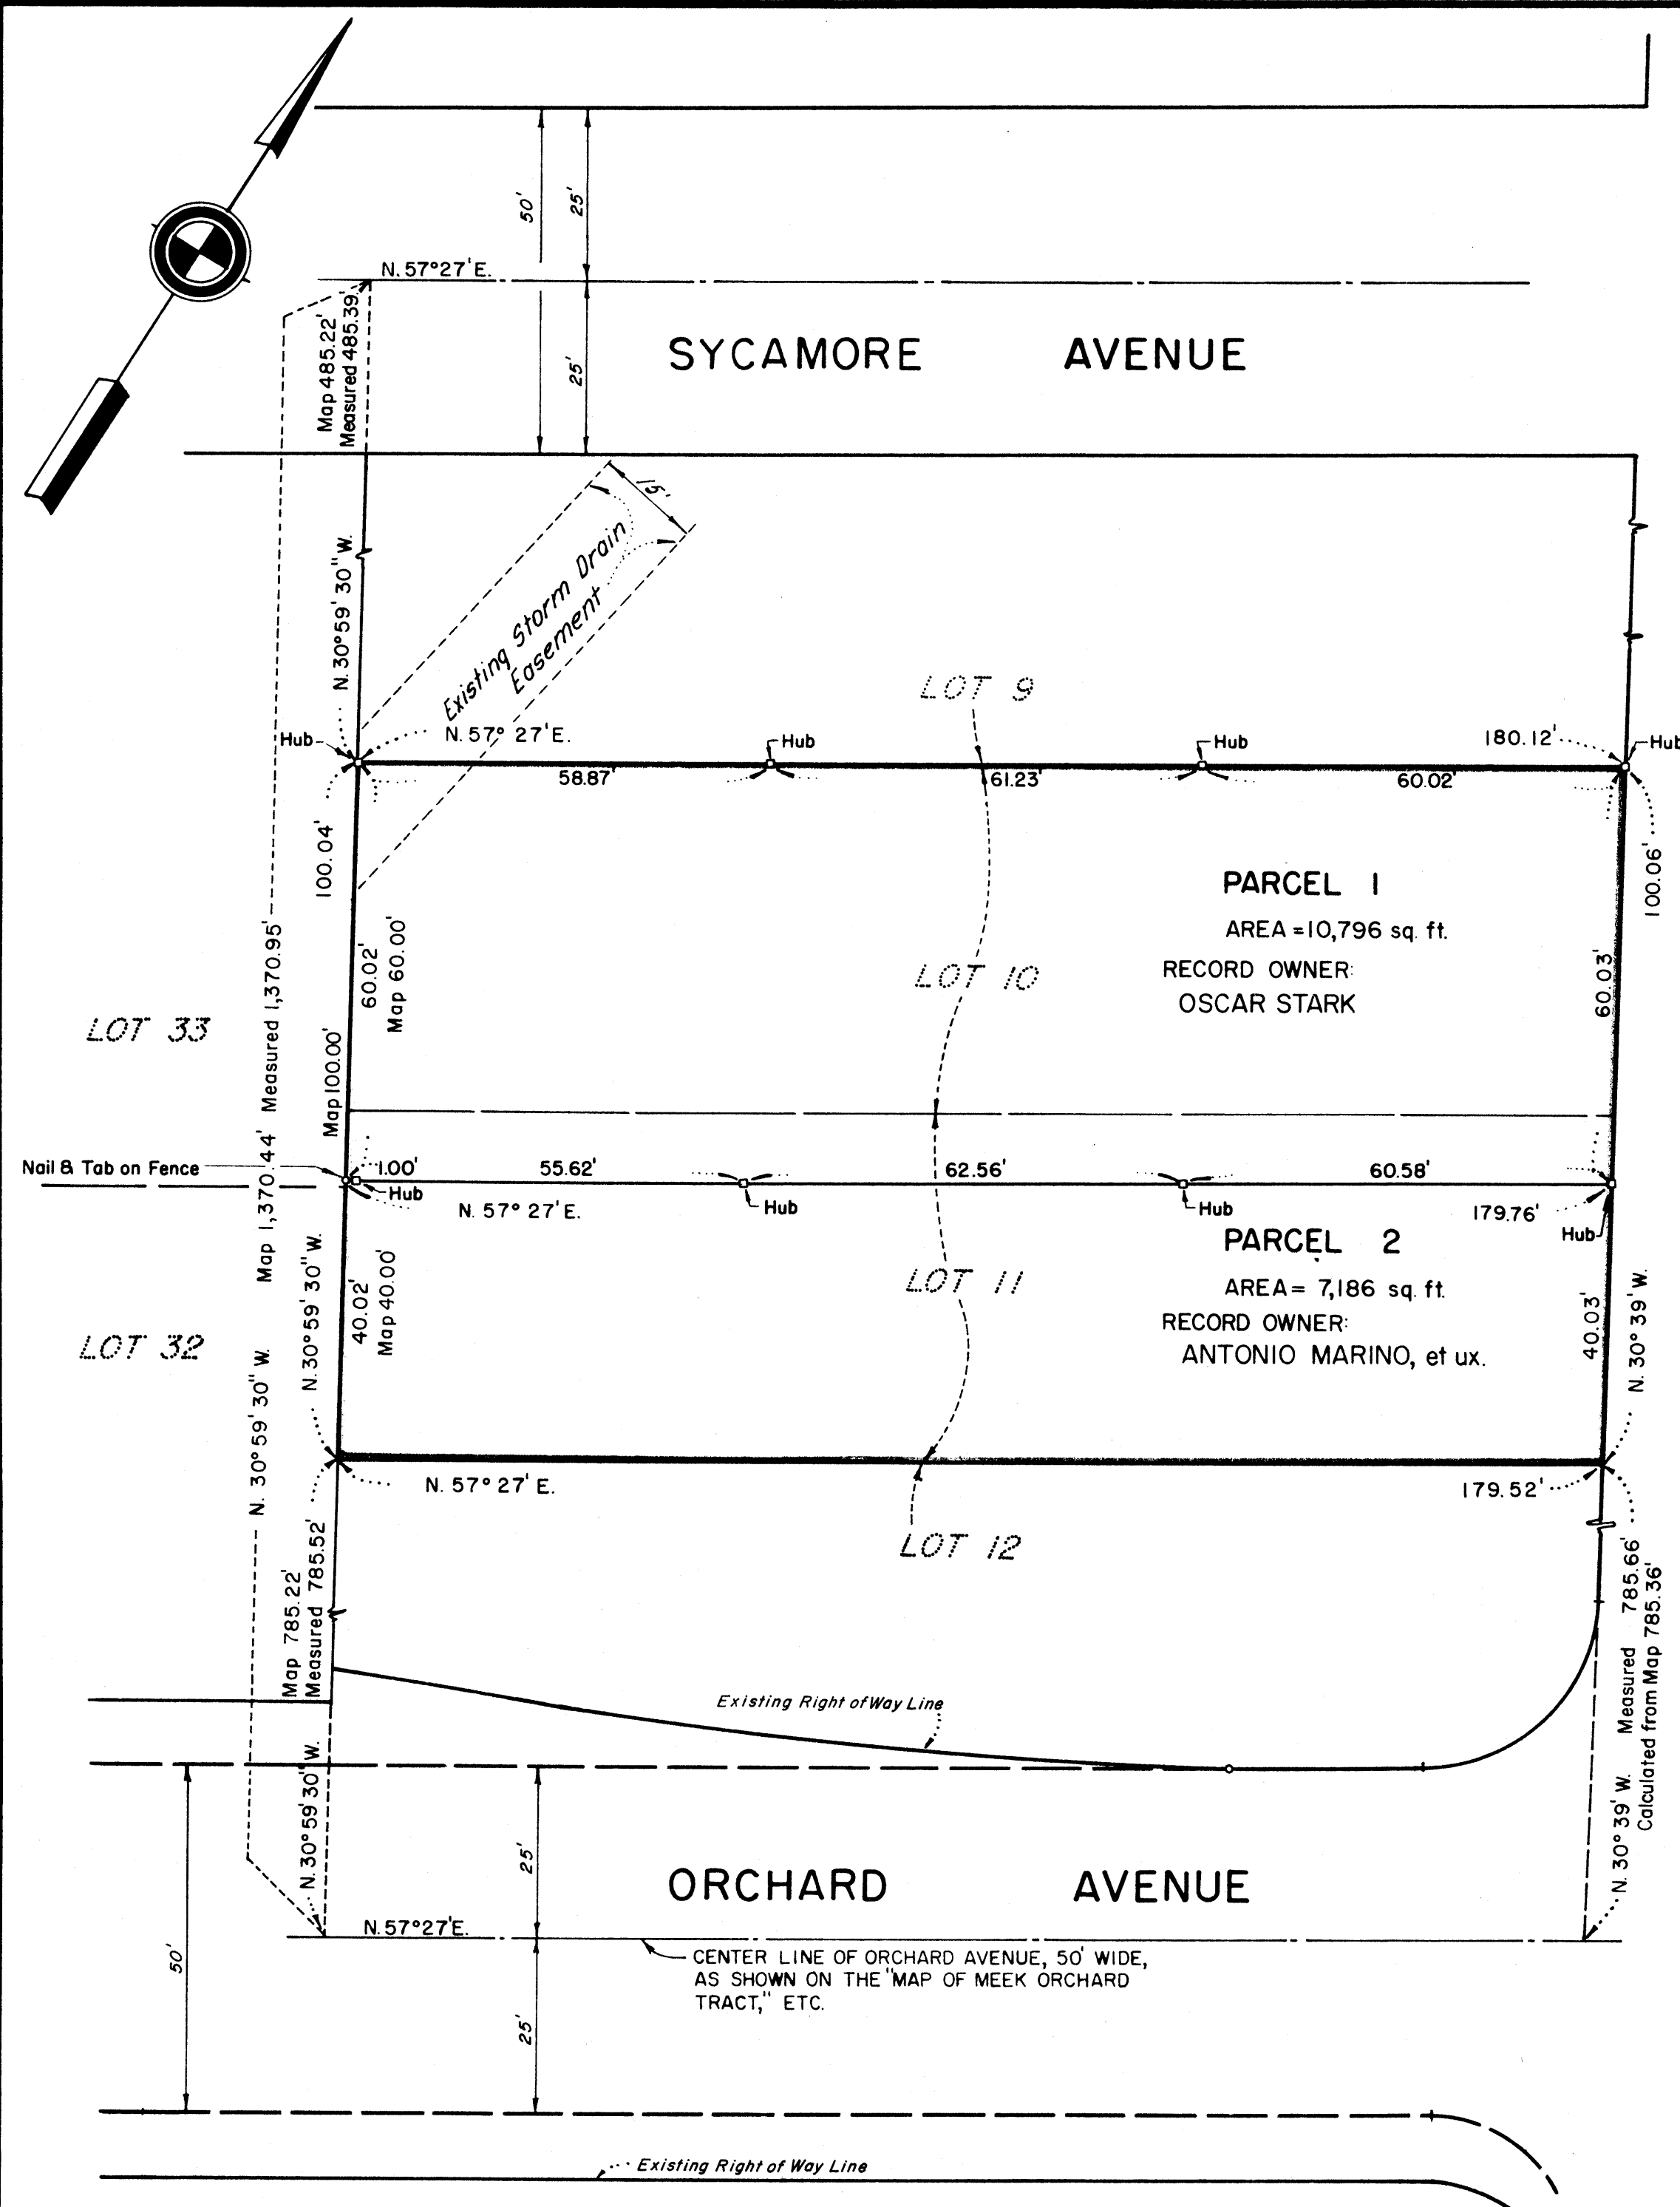 50'
25'
N. 57°27'E.
Map 485.22'
Measured 485.39'
25'
SYCAMORE AVENUE
15'
Existing Storm Drain
Easement
N. 30°59' 30" W.
LOT 9
Hub
N. 57° 27' E.
Hub
Hub
180.12'
Hub
58.87'
61.23'
60.02'
100.04'
100.06'
PARCEL 1
AREA = 10,796 sq. ft.
RECORD OWNER:
OSCAR STARK
60.02'
Map 60.00'
60.03'
LOT 10
LOT 33
Map 1,370.44' Measured 1,370.95'
Map 100.00'
Nail & Tab on Fence
1.00'
55.62'
62.56'
60.58'
Hub
N. 57° 27' E.
Hub
Hub
179.76'
Hub
PARCEL 2
AREA = 7,186 sq. ft.
RECORD OWNER:
ANTONIO MARINO, et ux.
LOT 11
N. 30°59' 30" W.
40.02'
Map 40.00'
40.03'
N. 30° 39' W.
LOT 32
N. 30° 59' 30" W.
N. 57° 27' E.
179.52'
LOT 12
Map 785.22'
Measured 785.52'
Measured 785.66'
Calculated from Map 785.36'
N. 30° 39' W.
Existing Right of Way Line
N. 30°59' 30" W.
25'
ORCHARD AVENUE
N. 57°27'E.
50'
CENTER LINE OF ORCHARD AVENUE, 50' WIDE,
AS SHOWN ON THE "MAP OF MEEK ORCHARD
TRACT," ETC.
25'
Existing Right of Way Line